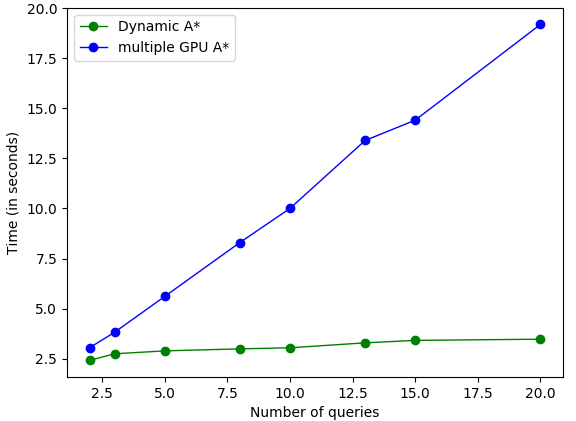 Dynamic A*
multiple GPU A*
20.0
17.5
15.0
12.5
10.0
7.5
5.0
2.5
Time (in seconds)
2.5 5.0 7.5 10.0 12.5 15.0 17.5 20.0
Number of queries